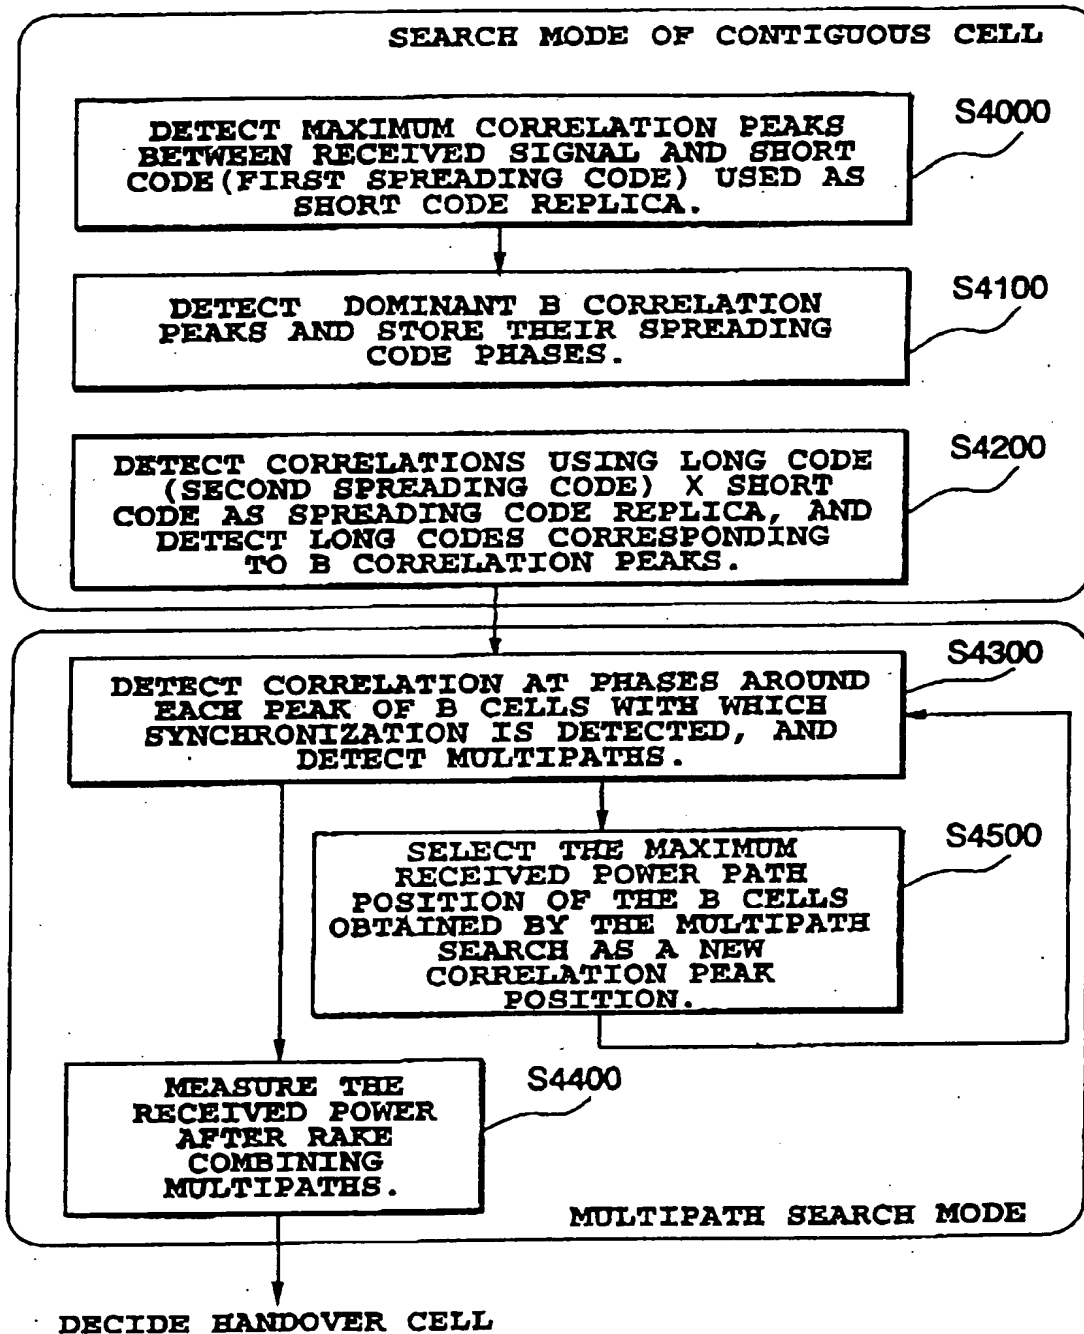 SEARCH MODE OF CONTIGUOUS CELL
S4000
DETECT MAXIMUM CORRELATION PEAKS
BETWEEN RECEIVED SIGNAL AND SHORT
CODE(FIRST SPREADING CODE) USED AS
SHORT CODE REPLICA.
S4100
DETECT DOMINANT B CORRELATION
PEAKS AND STORE THEIR SPREADING
CODE PHASES.
S4200
DETECT CORRELATIONS USING LONG CODE
(SECOND SPREADING CODE) X SHORT
CODE AS SPREADING CODE REPLICA, AND
DETECT LONG CODES CORRESPONDING
TO B CORRELATION PEAKS.
S4300
DETECT CORRELATION AT PHASES AROUND
EACH PEAK OF B CELLS WITH WHICH
SYNCHRONIZATION IS DETECTED, AND
DETECT MULTIPATHS.
S4500
SELECT THE MAXIMUM
RECEIVED POWER PATH
POSITION OF THE B CELLS
OBTAINED BY THE MULTIPATH
SEARCH AS A NEW
CORRELATION PEAK
POSITION.
S4400
MEASURE THE
RECEIVED POWER
AFTER RAKE
COMBINING
MULTIPATHS.
MULTIPATH SEARCH MODE
DECIDE HANDOVER CELL